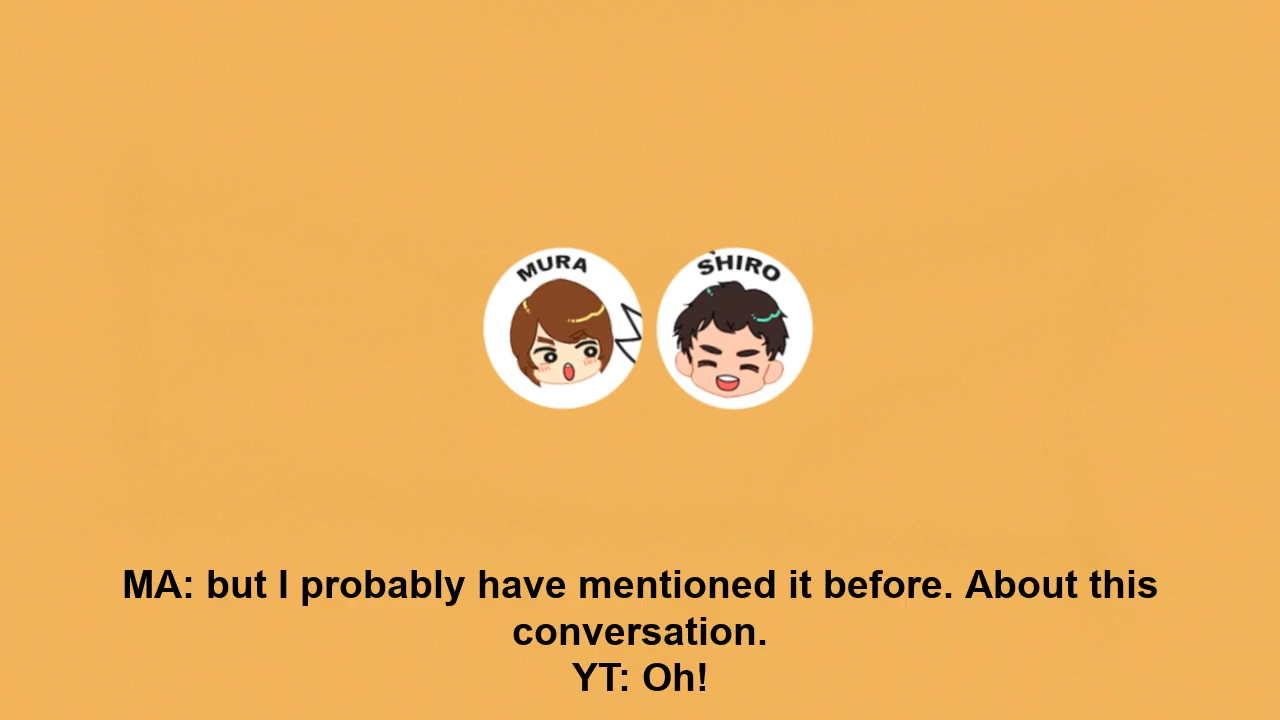 MURA
SHIRO
MA: but I probably have mentioned it before. About this
conversation.
YT: Oh!